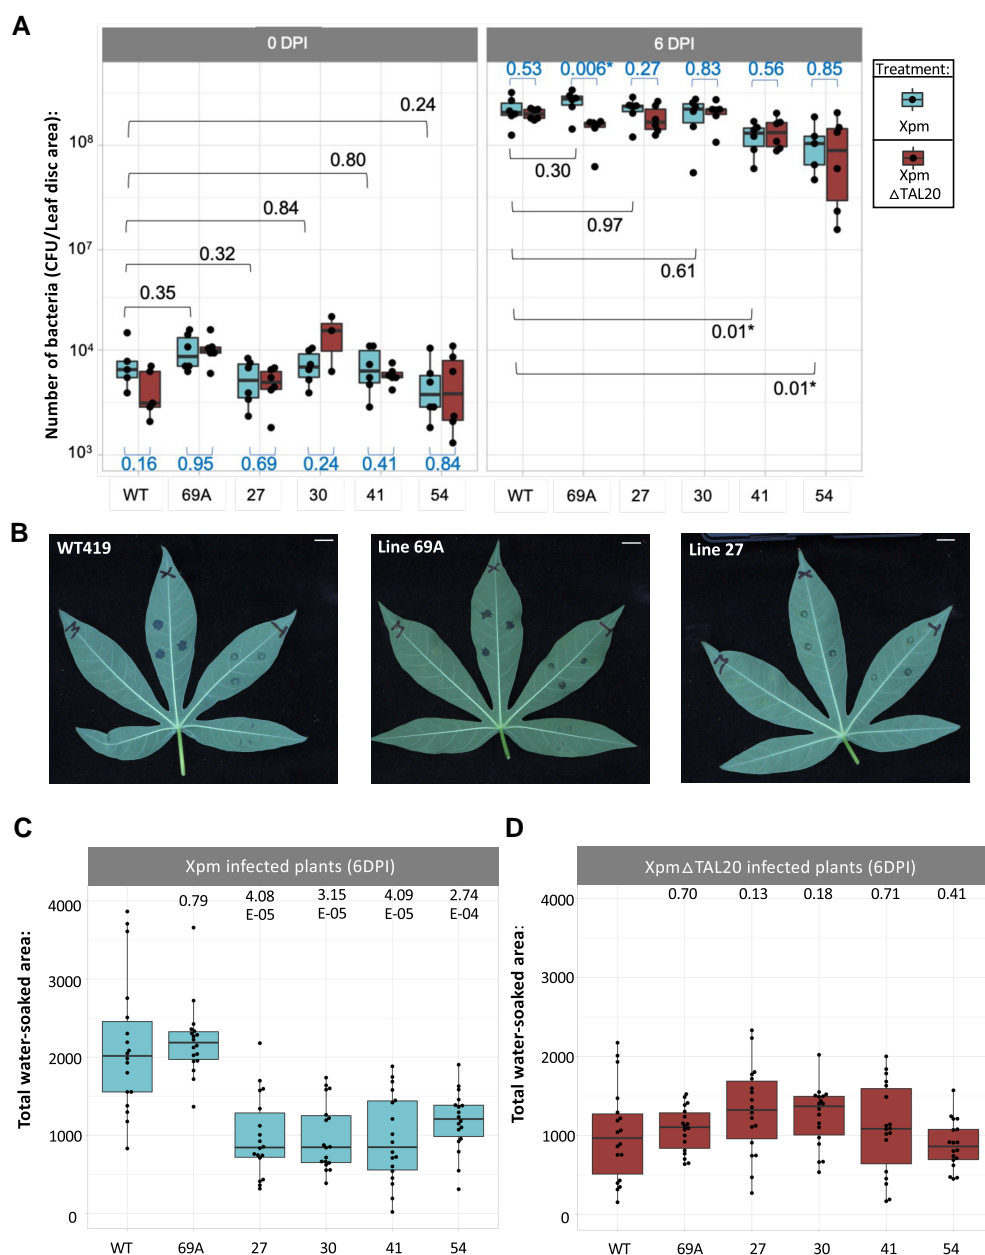 A
0 DPI
6 DPI
Treatment:
Xpm
Xpm
△TAL20
Number of bacteria (CFU/Leaf disc area):
10⁸
10⁷
10⁴
10³
0.24
0.80
0.84
0.32
0.35
0.16 0.95 0.69 0.24 0.41 0.84
WT 69A 27 30 41 54
0.53 0.006* 0.27 0.83 0.56 0.85
0.30
0.97
0.61
0.01*
0.01*
WT 69A 27 30 41 54
B
WT419
M X Y
Line 69A
M X Y
Line 27
M X Y
C
Xpm infected plants (6DPI)
Total water-soaked area:
0.79 4.08 3.15 4.09 2.74
E-05 E-05 E-05 E-04
4000
3000
2000
1000
0
WT 69A 27 30 41 54
D
Xpm△TAL20 infected plants (6DPI)
Total water-soaked area:
0.70 0.13 0.18 0.71 0.41
4000
3000
2000
1000
0
WT 69A 27 30 41 54